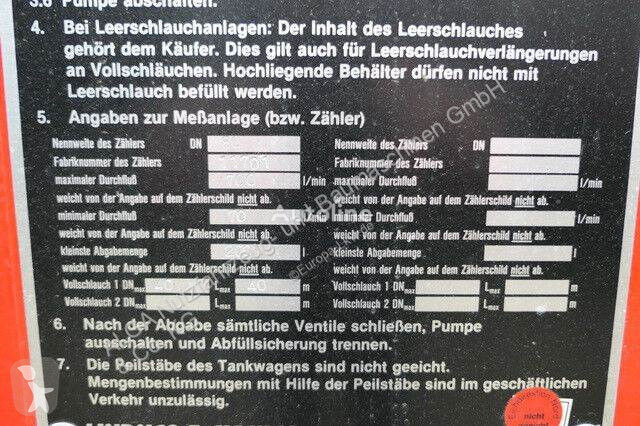 3.6 Pumpe abschalten.
4. Bei Leerschlauchanlagen: Der Inhalt des Leerschlauches
gehört dem Käufer. Dies gilt auch für Leerschlauchverlängerungen
an Vollschläuchen. Hochliegende Behälter dürfen nicht mit
Leerschlauch befüllt werden.
5. Angaben zur Meßanlage (bzw. Zähler)
Nennweite des Zählers DN
Fabriknummer des Zählers
maximaler Durchfluß l/min
weicht von der Angabe auf dem Zählerschild nicht ab.
minimaler Durchfluß 70 l/min
weicht von der Angabe auf dem Zählerschild nicht ab.
kleinste Abgabemenge l
weicht von der Angabe auf dem Zählerschild nicht ab.
Vollschlauch 1 DN 40 Lmax 40 m
Vollschlauch 2 DN Lmax m
Nennweite des Zählers DN
Fabriknummer des Zählers
maximaler Durchfluß l/min
weicht von der Angabe auf dem Zählerschild nicht ab.
minimaler Durchfluß l/min
weicht von der Angabe auf dem Zählerschild nicht ab.
kleinste Abgabemenge l
weicht von der Angabe auf dem Zählerschild nicht ab.
Vollschlauch 1 DN Lmax m
Vollschlauch 2 DN Lmax m
6. Nach der Abgabe sämtliche Ventile schließen, Pumpe
ausschalten und Abfüllsicherung trennen.
7. Die Peilstäbe des Tankwagens sind nicht geeicht.
Mengenbestimmungen mit Hilfe der Peilstäbe sind im geschäftlichen
Verkehr unzulässig.
nicht